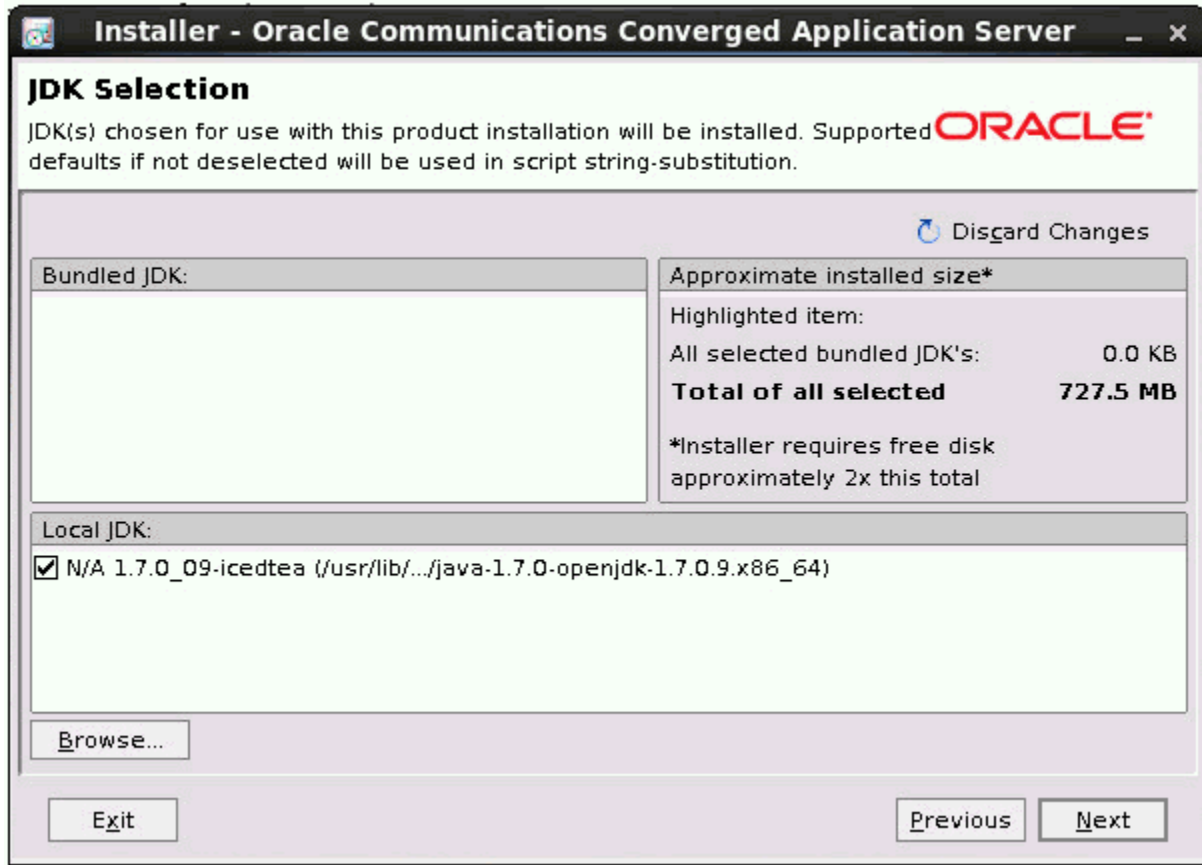 Installer - Oracle Communications Converged Application Server
JDK Selection
JDK(s) chosen for use with this product installation will be installed. Supported
defaults if not deselected will be used in script string-substitution.
ORACLE
Discard Changes
Bundled JDK:
Approximate installed size*
Highlighted item:
All selected bundled JDK's: 0.0 KB
Total of all selected 727.5 MB
*Installer requires free disk
approximately 2x this total
Local JDK:
N/A 1.7.0_09-icedtea (/usr/lib/.../java-1.7.0-openjdk-1.7.0.9.x86_64)
Browse...
Exit
Previous
Next